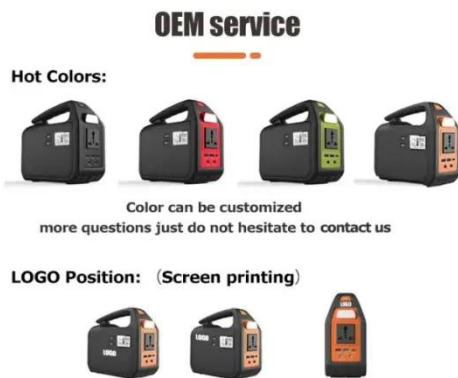 OEM service
Hot Colors:
Color can be customized
more questions just do not hesitate to contact us
LOGO Position: (Screen printing)
LOGO
LOGO
LOGO